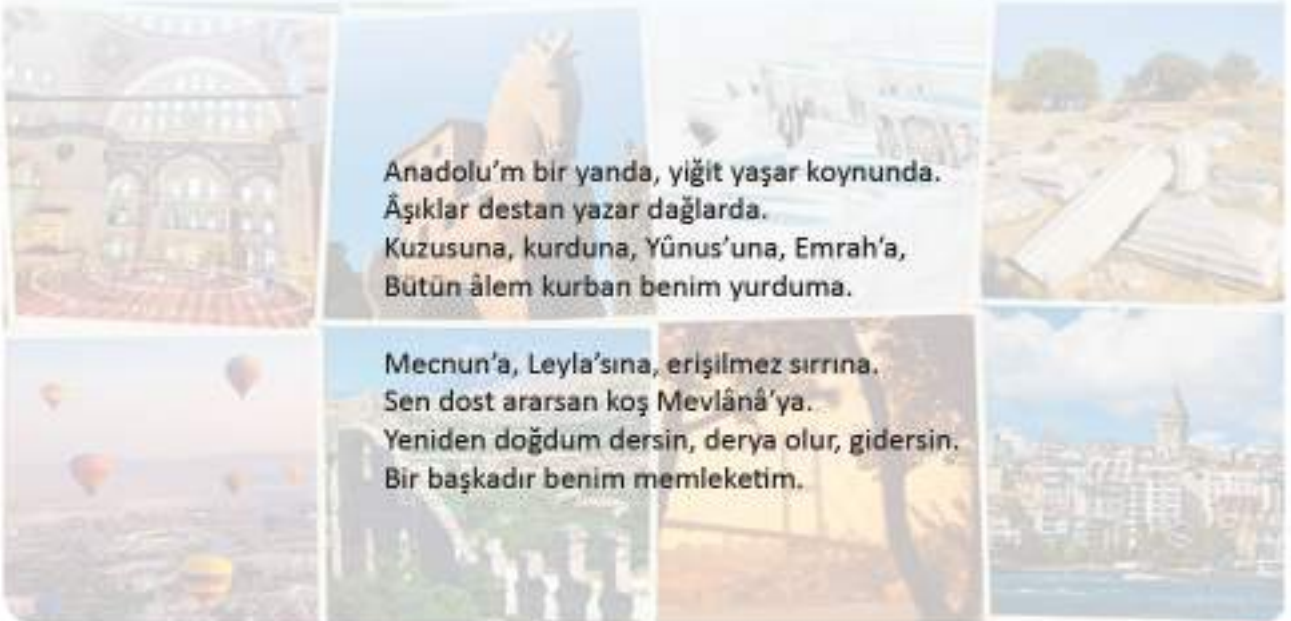 Anadolu'm bir yanda, yiğit yaşar koynunda.
Âşıklar destan yazar dağlarda.
Kuzusuna, kurduna, Yûnus'una, Emrah'a,
Bütün âlem kurban benim yurduma.
Mecnun'a, Leyla'sına, erişilmez sırrına.
Sen dost ararsan koş Mevlânâ'ya.
Yeniden doğdum dersin, derya olur, gidersin.
Bir başkadır benim memleketim.